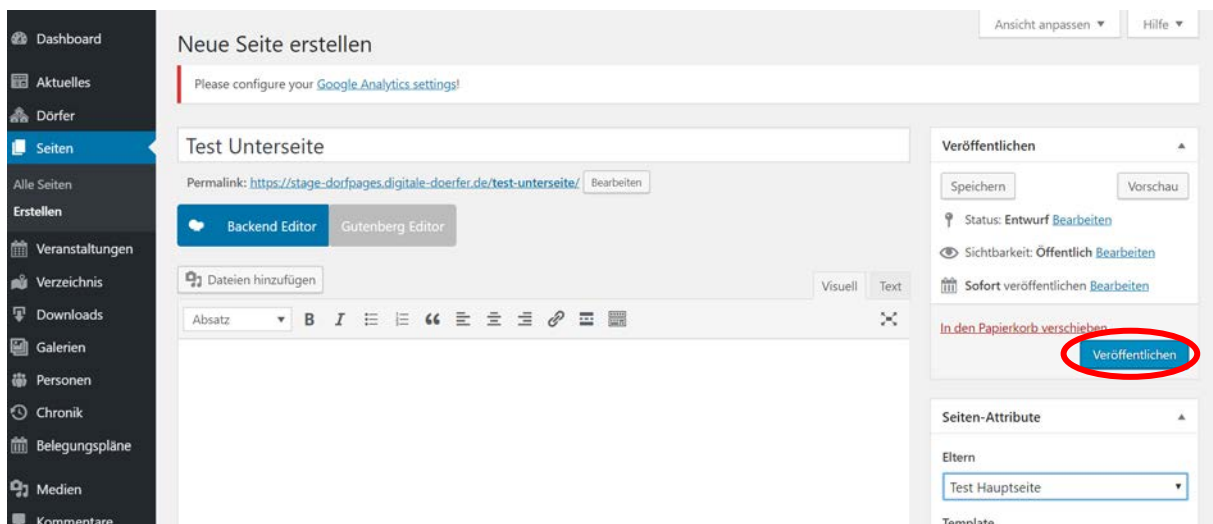 Ansicht anpassen ▼
Hilfe ▼
Dashboard
Aktuelles
Dörfer
Seiten
Alle Seiten
Erstellen
Veranstaltungen
Verzeichnis
Downloads
Galerien
Personen
Chronik
Belegungspläne
Medien
Kommentare
Neue Seite erstellen
Please configure your Google Analytics settings!
Test Unterseite
Permalink: https://stage-dorfpages.digitale-doerfer.de/test-unterseite/ Bearbeiten
Backend Editor Gutenberg Editor
Dateien hinzufügen
Visuell Text
Absatz ▼ B I
Veröffentlichen
Speichern Vorschau
Status: Entwurf Bearbeiten
Sichtbarkeit: Öffentlich Bearbeiten
Sofort veröffentlichen Bearbeiten
In den Papierkorb verschieben
Veröffentlichen
Seiten-Attribute
Eltern
Test Hauptseite
Template